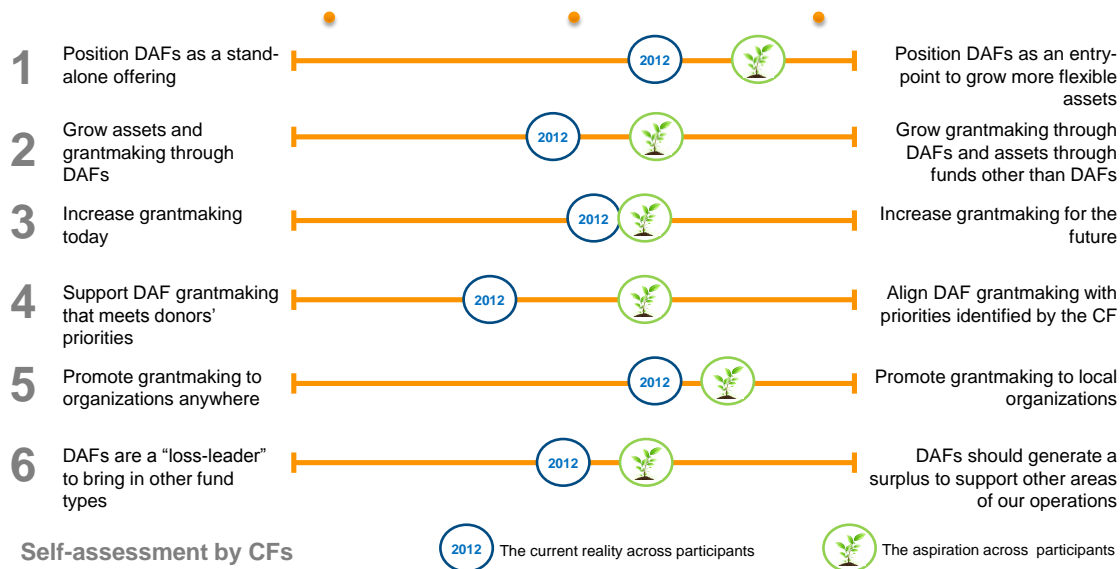 1
Position DAFs as a stand-
alone offering
2012
Position DAFs as an entry-
point to grow more flexible
assets
2
Grow assets and
grantmaking through
DAFs
2012
Grow grantmaking through
DAFs and assets through
funds other than DAFs
3
Increase grantmaking
today
2012
Increase grantmaking for the
future
4
Support DAF grantmaking
that meets donors’
priorities
2012
Align DAF grantmaking with
priorities identified by the CF
5
Promote grantmaking to
organizations anywhere
2012
Promote grantmaking to local
organizations
6
DAFs are a “loss-leader”
to bring in other fund
types
2012
DAFs should generate a
surplus to support other areas
of our operations
Self-assessment by CFs
2012
The current reality across participants
The aspiration across participants